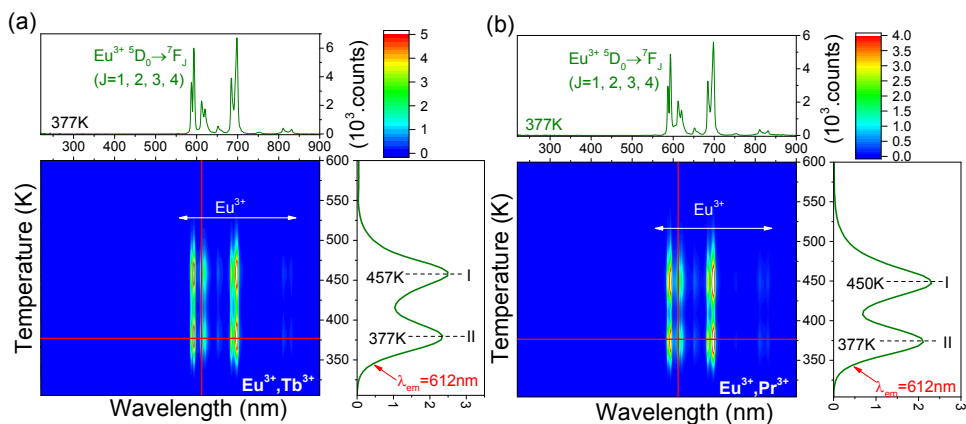 (a)
Eu³⁺ ⁵D₀→⁷F_J
(J=1, 2, 3, 4)
377K
6
4
2
0
300 400 500 600 700 800 900
5
4
3
2
1
0
(10³.counts)
Temperature (K)
600
550
500
450
400
350
Eu³⁺
Eu³⁺,Tb³⁺
Wavelength (nm)
457K
I
377K
II
λ_em=612nm
0 1 2 3
(b)
Eu³⁺ ⁵D₀→⁷F_J
(J=1, 2, 3, 4)
377K
6
4
2
0
300 400 500 600 700 800 900
4.0
3.5
3.0
2.5
2.0
1.5
1.0
0.5
0.0
(10³.counts)
Temperature (K)
600
550
500
450
400
350
Eu³⁺
Eu³⁺,Pr³⁺
Wavelength (nm)
450K
I
377K
II
λ_em=612nm
0 1 2 3